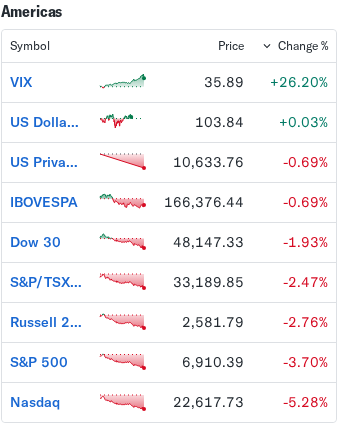 Americas
Symbol Price Change %
VIX 35.89 +26.20%
US Dolla... 103.84 +0.03%
US Priva... 10,633.76 -0.69%
IBOVESPA 166,376.44 -0.69%
Dow 30 48,147.33 -1.93%
S&P/TSX... 33,189.85 -2.47%
Russell 2... 2,581.79 -2.76%
S&P 500 6,910.39 -3.70%
Nasdaq 22,617.73 -5.28%